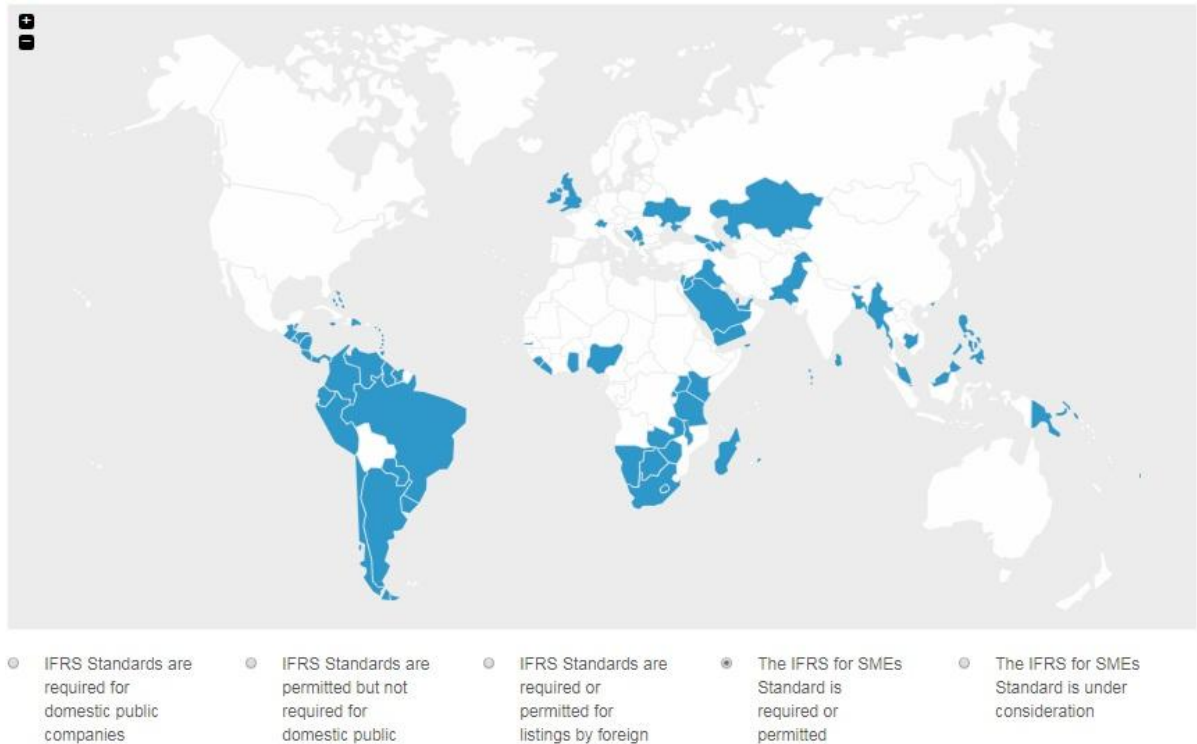 +
−
IFRS Standards are
required for
domestic public
companies
IFRS Standards are
permitted but not
required for
domestic public
IFRS Standards are
required or
permitted for
listings by foreign
The IFRS for SMEs
Standard is
required or
permitted
The IFRS for SMEs
Standard is under
consideration